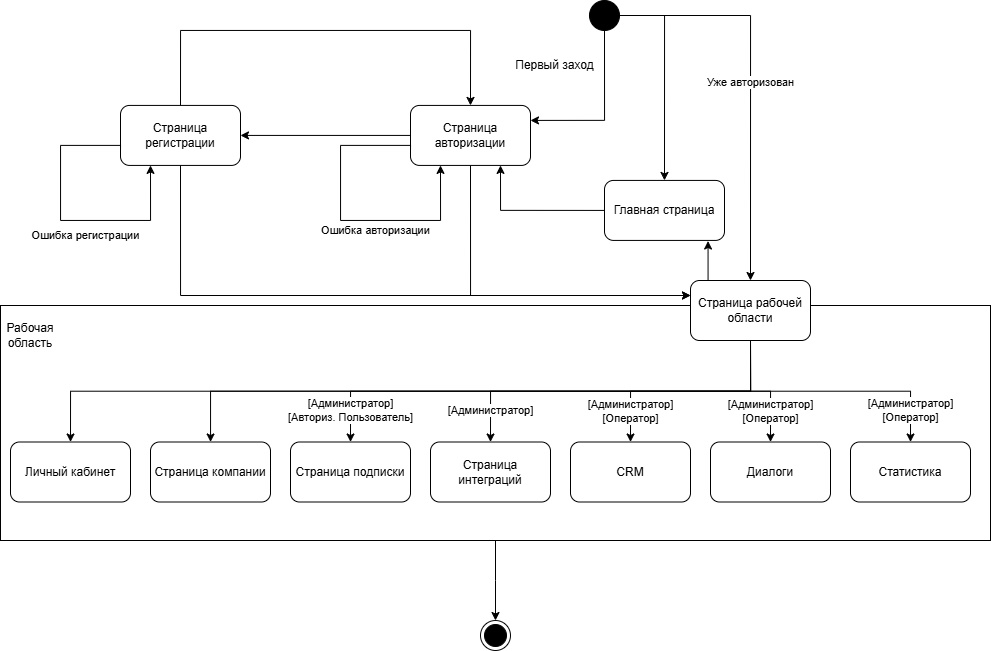 Первый заход
Уже авторизован
Страница
регистрации
Страница
авторизации
Главная страница
Ошибка регистрации
Ошибка авторизации
Страница рабочей
области
Рабочая
область
[Администратор]
[Авториз. Пользователь]
[Администратор]
[Администратор]
[Оператор]
[Администратор]
[Оператор]
[Администратор]
[Оператор]
Личный кабинет
Страница компании
Страница подписки
Страница
интеграций
CRM
Диалоги
Статистика